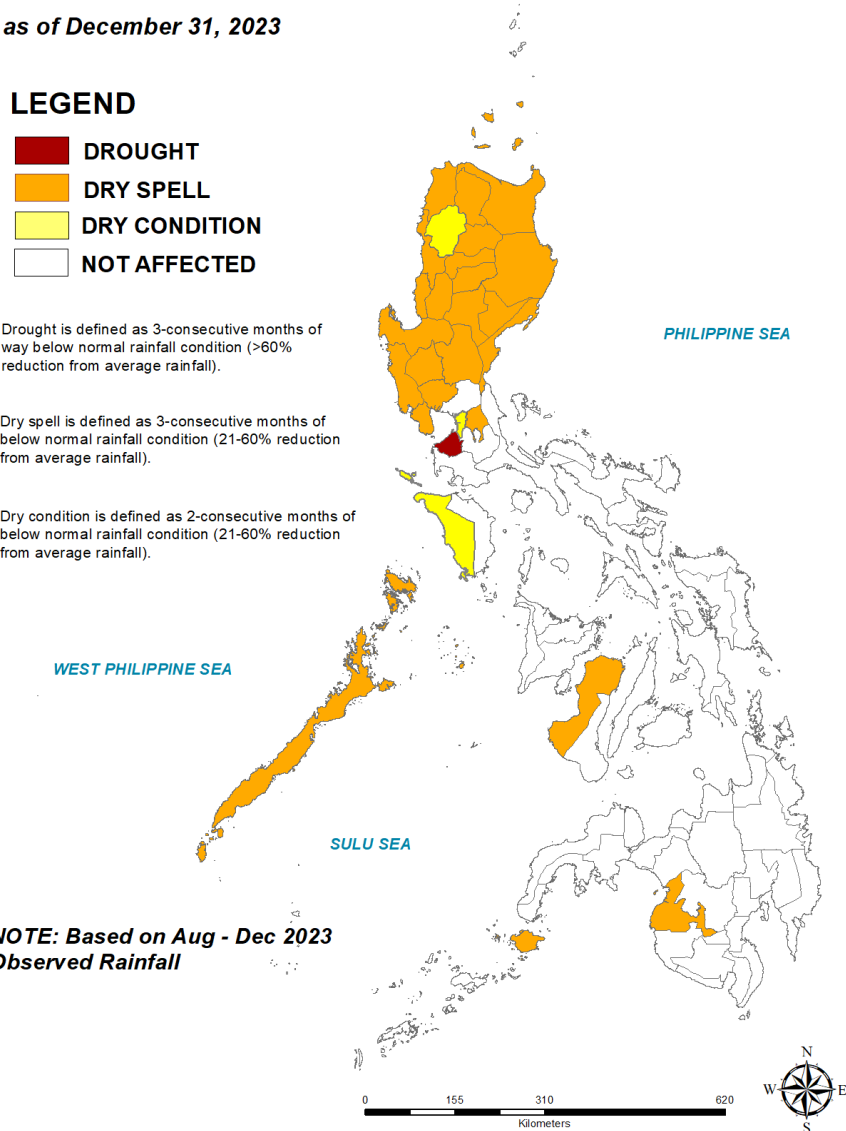 as of December 31, 2023
LEGEND
DROUGHT
DRY SPELL
DRY CONDITION
NOT AFFECTED
Drought is defined as 3-consecutive months of
way below normal rainfall condition (>60%
reduction from average rainfall).
PHILIPPINE SEA
Dry spell is defined as 3-consecutive months of
below normal rainfall condition (21-60% reduction
from average rainfall).
Dry condition is defined as 2-consecutive months of
below normal rainfall condition (21-60% reduction
from average rainfall).
WEST PHILIPPINE SEA
SULU SEA
NOTE: Based on Aug - Dec 2023
Observed Rainfall
N
W E
S
0 155 310 620
Kilometers